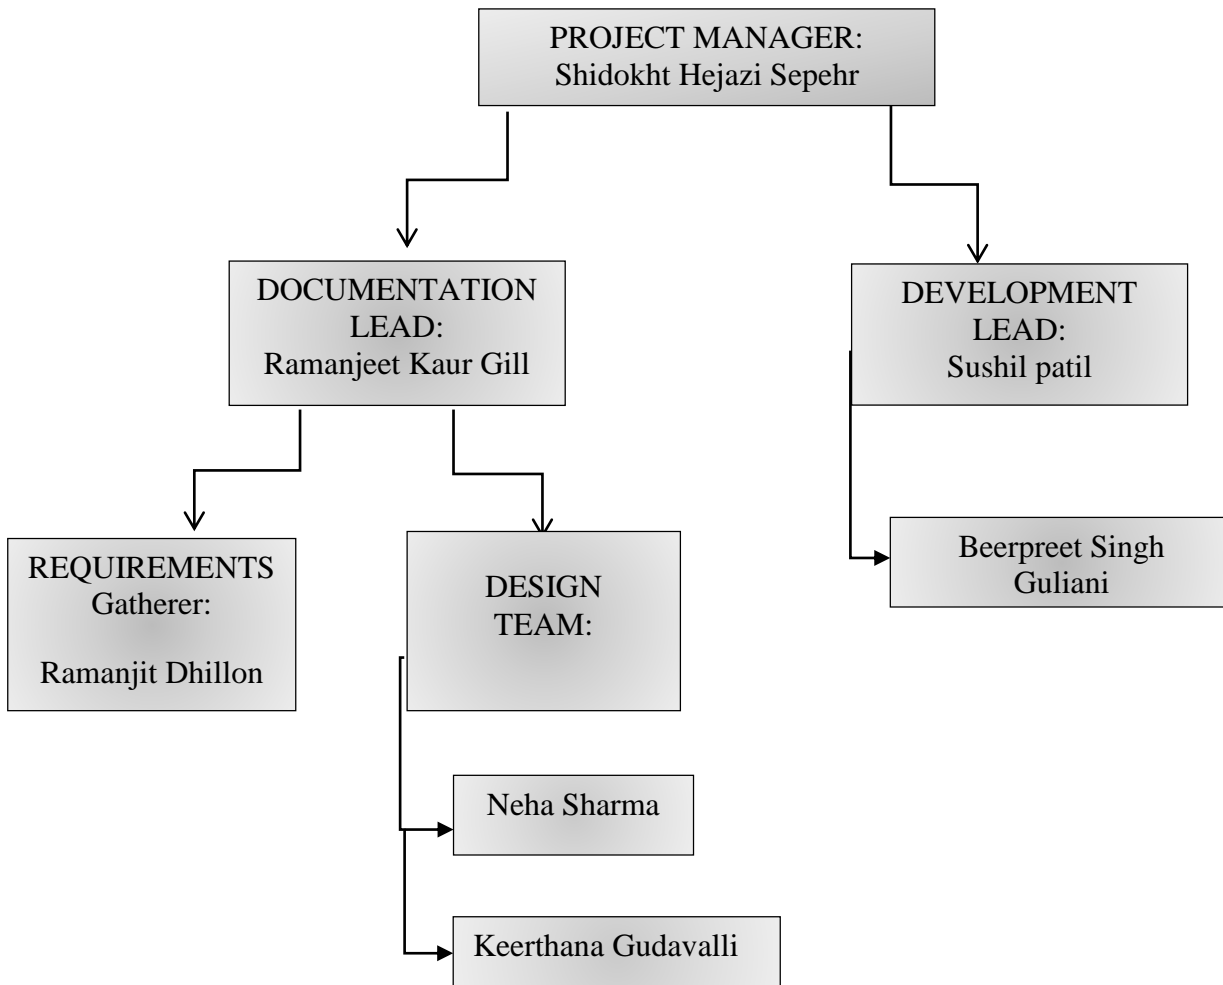 PROJECT MANAGER:
Shidokht Hejazi Sepehr
DOCUMENTATION
LEAD:
Ramanjeet Kaur Gill
DEVELOPMENT
LEAD:
Sushil patil
REQUIREMENTS
Gatherer:
Ramanjit Dhillon
DESIGN
TEAM:
Beerpreet Singh
Guliani
Neha Sharma
Keerthana Gudavalli